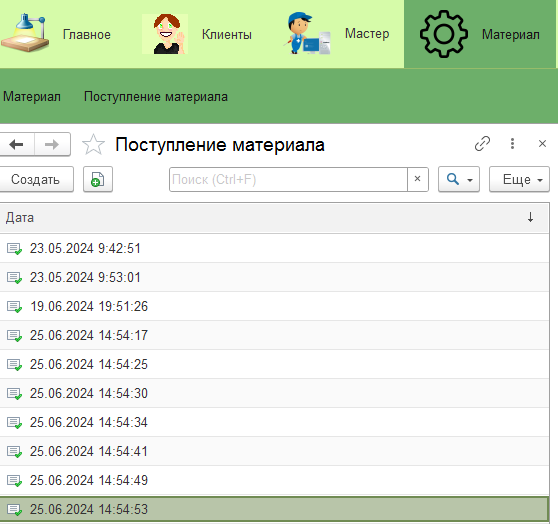 Главное Клиенты Мастер Материал
Материал Поступление материала
Поступление материала
Создать Поиск (Ctrl+F) × Еще
Дата ↓
23.05.2024 9:42:51
23.05.2024 9:53:01
19.06.2024 19:51:26
25.06.2024 14:54:17
25.06.2024 14:54:25
25.06.2024 14:54:30
25.06.2024 14:54:34
25.06.2024 14:54:41
25.06.2024 14:54:49
25.06.2024 14:54:53